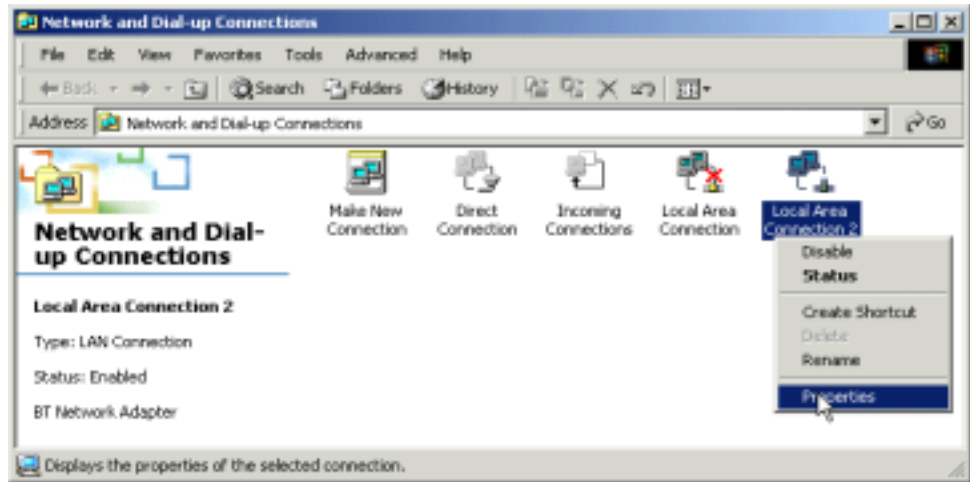 Network and Dial-up Connections
File Edit View Favorites Tools Advanced Help
Back Search Folders History
Address Network and Dial-up Connections Go
Make New Connection
Direct Connection
Incoming Connections
Local Area Connection
Local Area Connection 2
Network and Dial-
up Connections
Local Area Connection 2
Type: LAN Connection
Status: Enabled
BT Network Adapter
Disable
Status
Create Shortcut
Delete
Rename
Properties
Displays the properties of the selected connection.